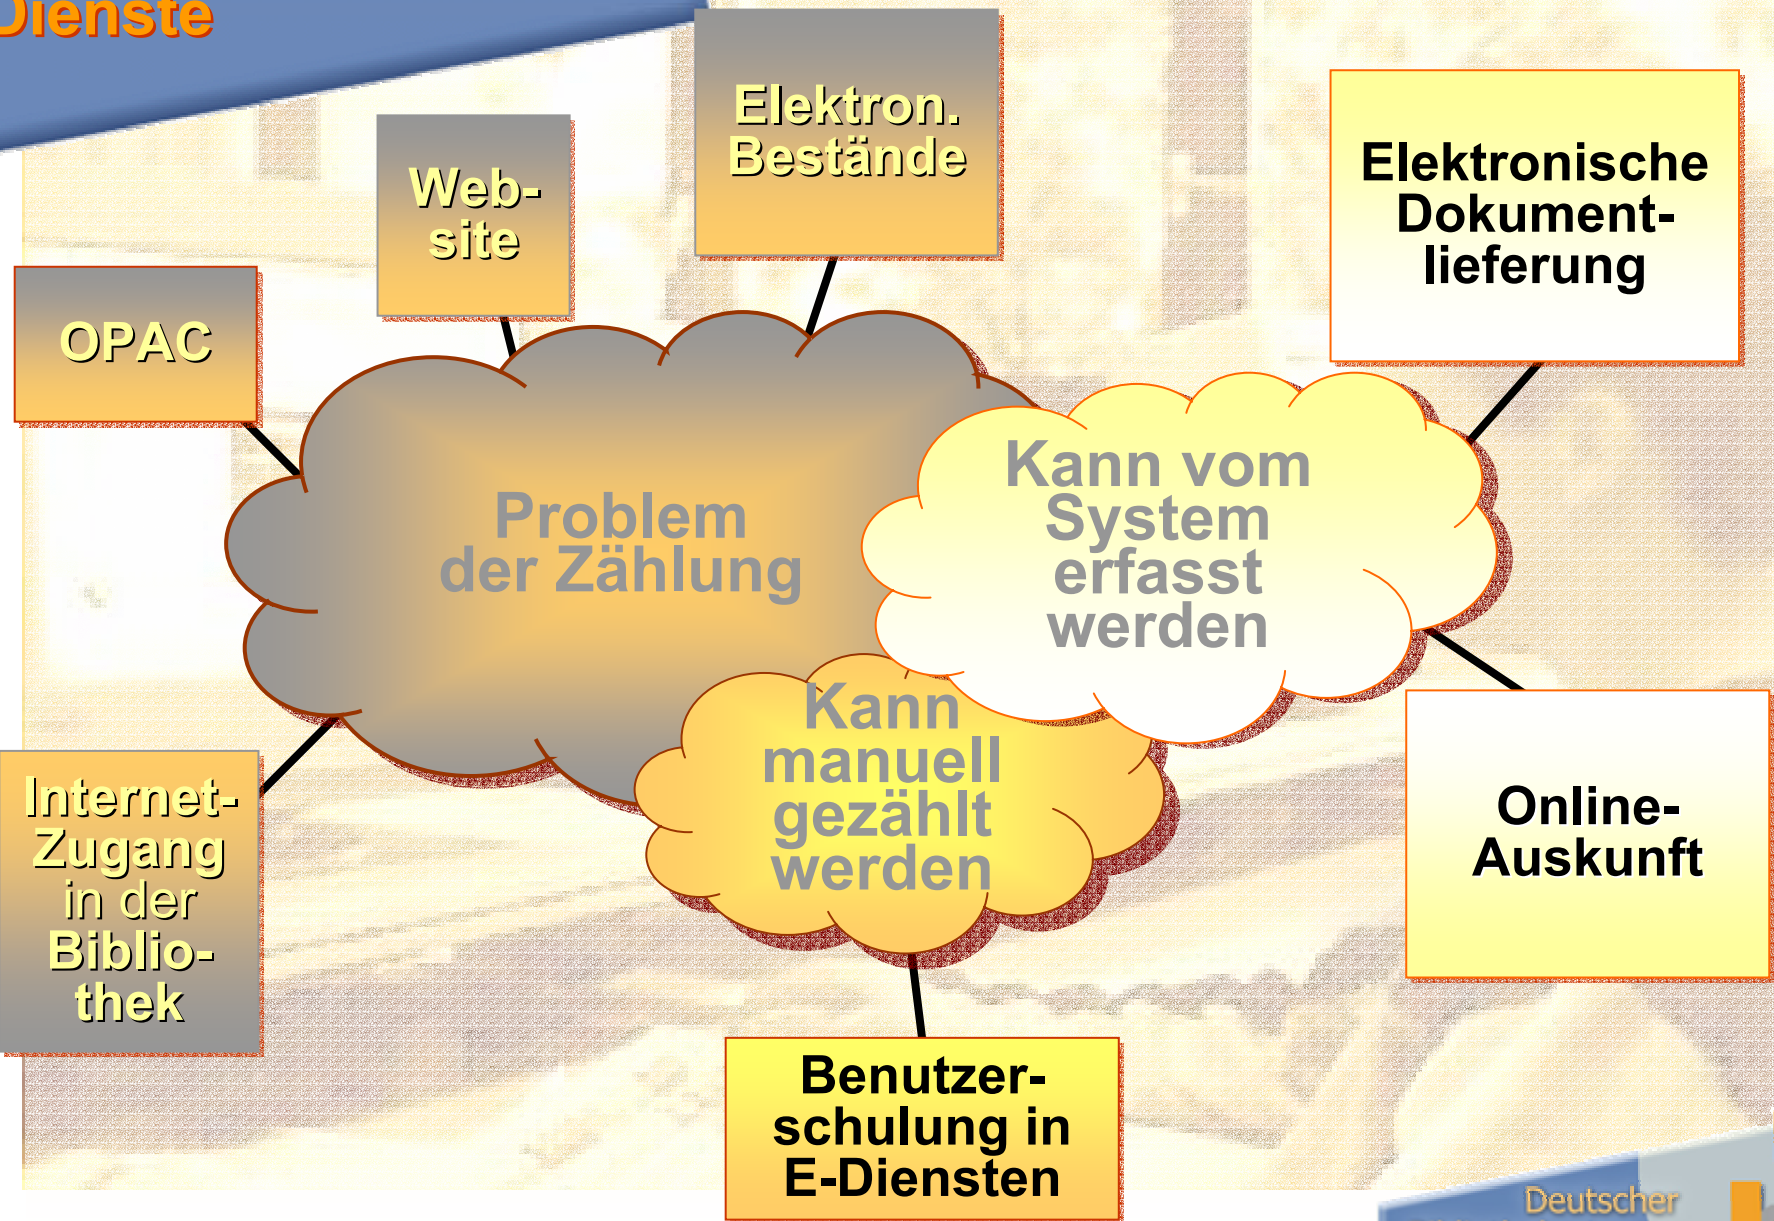 Dienste
Elektron.
Bestände
Web-
site
OPAC
Elektronische
Dokument-
lieferung
Problem
der Zählung
Kann vom
System
erfasst
werden
Kann
manuell
gezählt
werden
Internet-
Zugang
in der
Biblio-
thek
Online-
Auskunft
Benutzer-
schulung in
E-Diensten
Deutscher